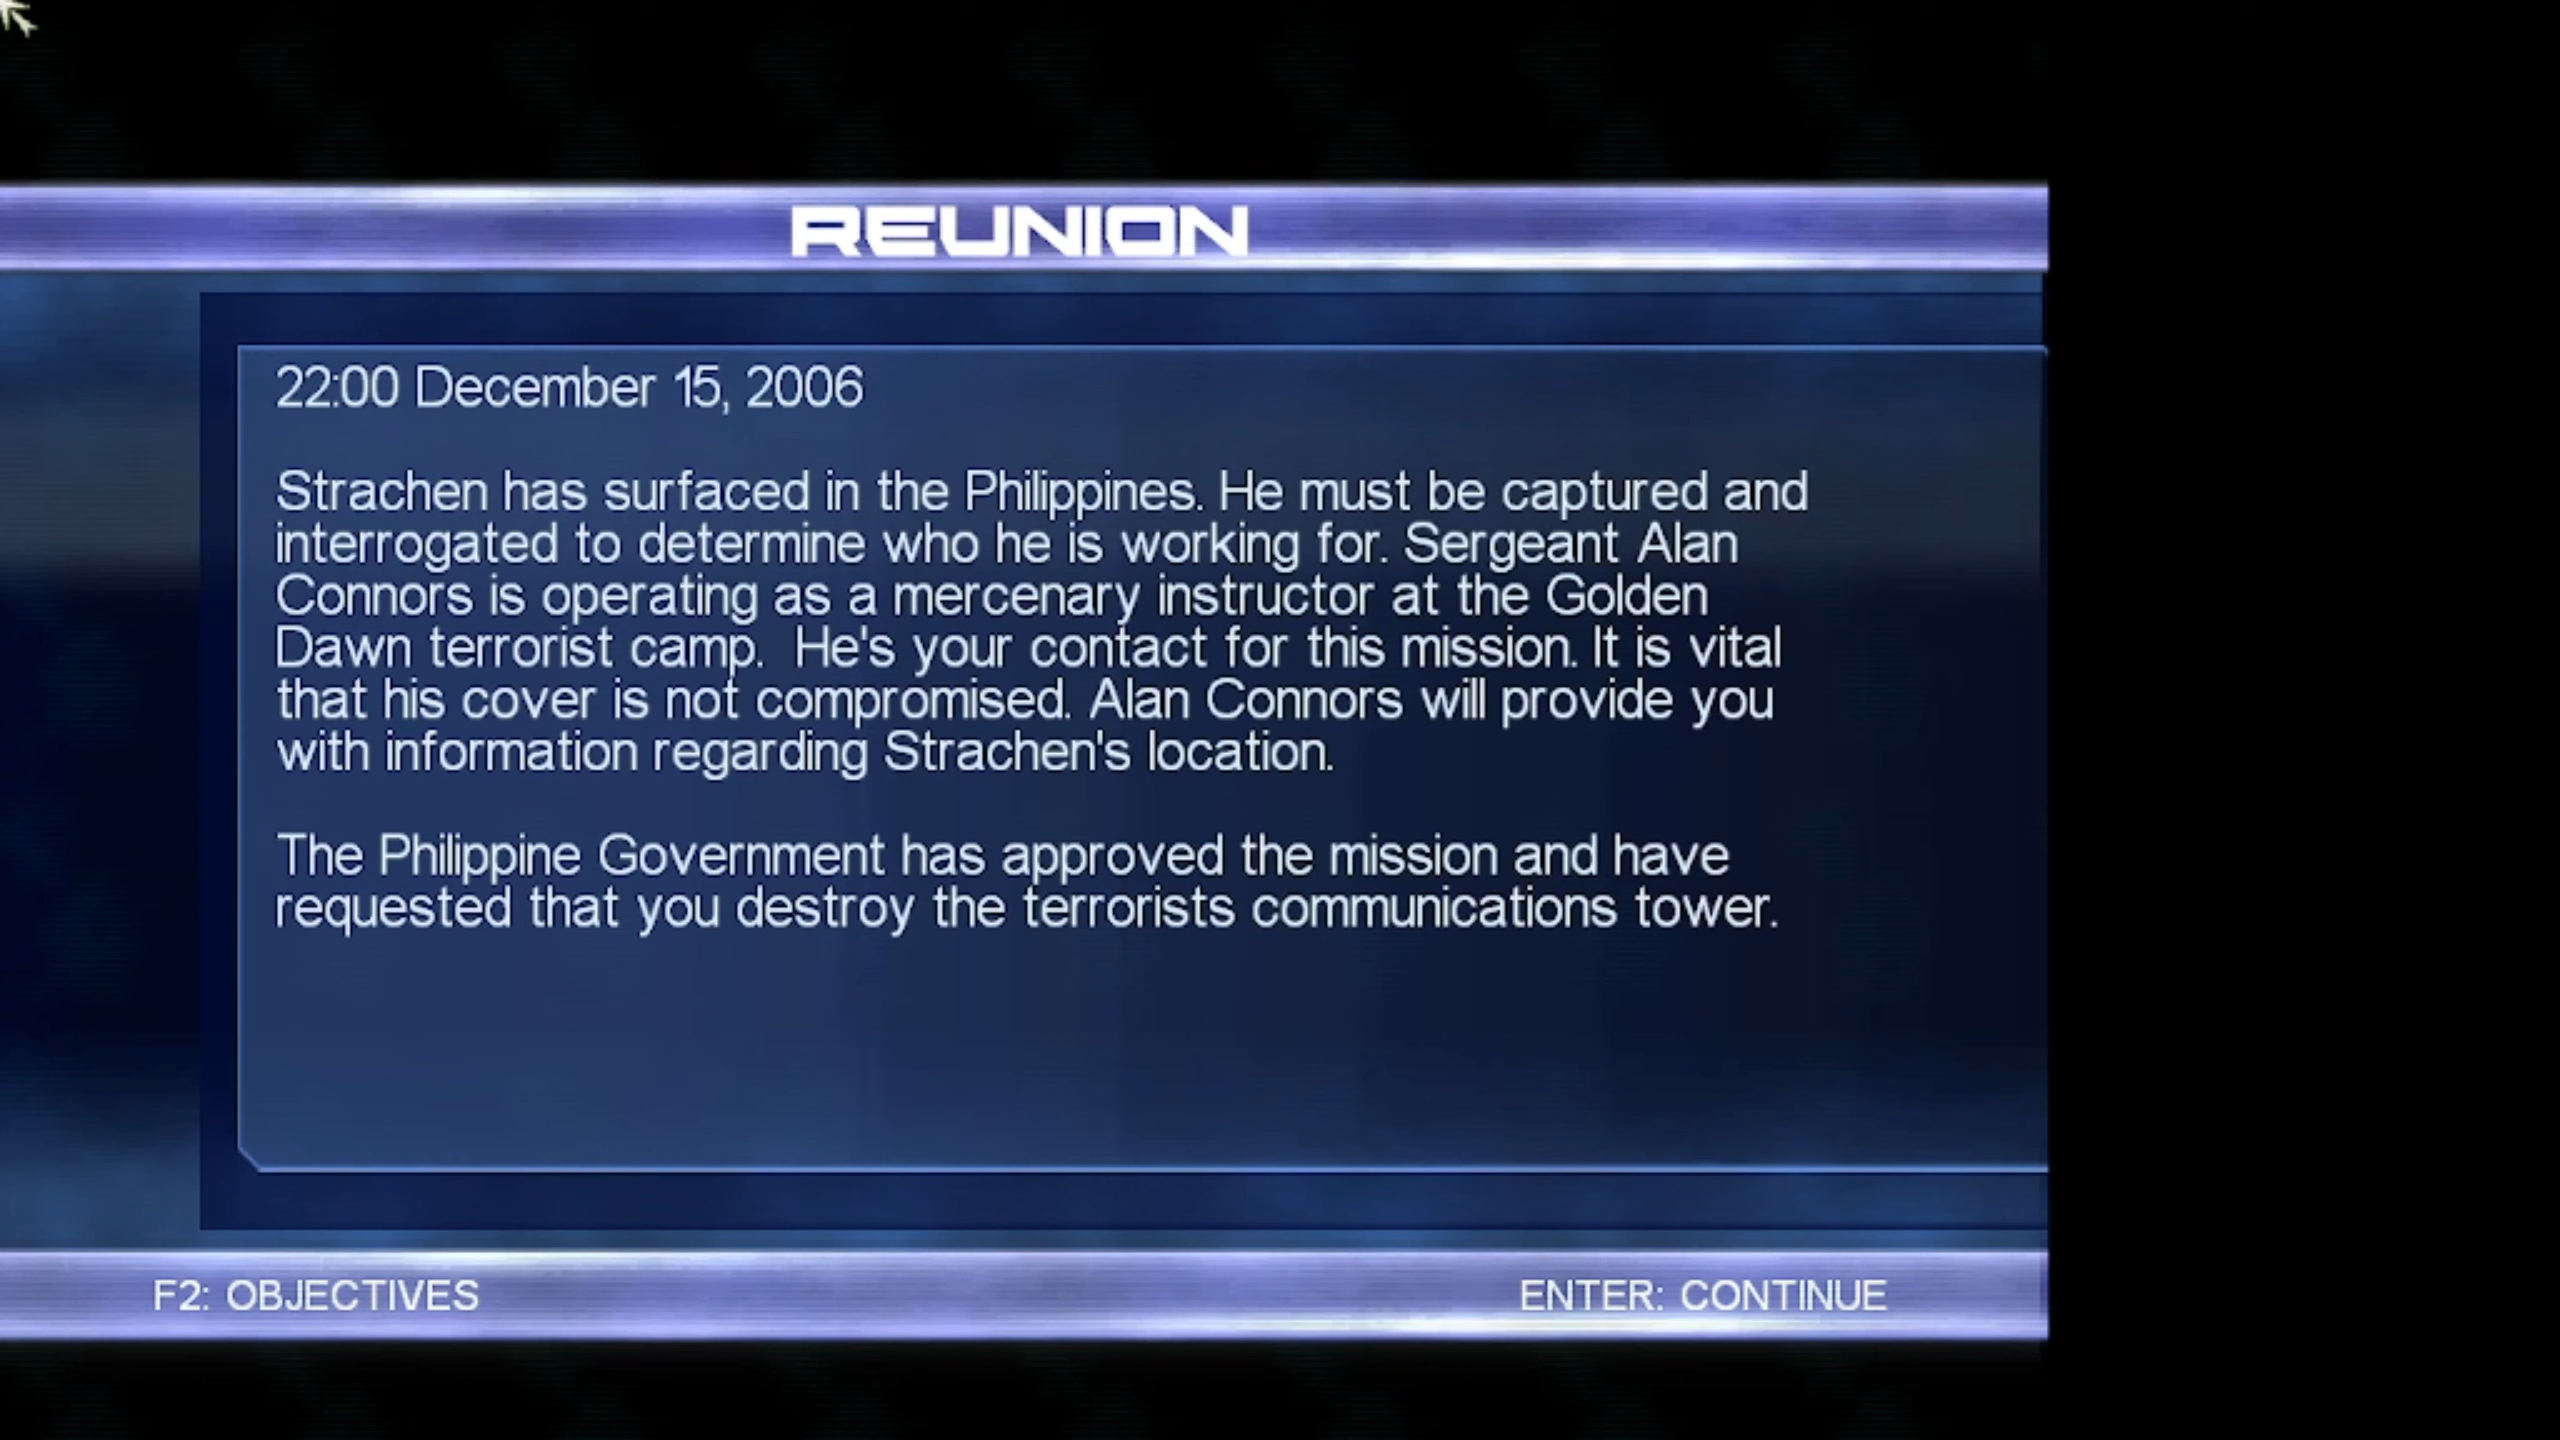 REUNION
22:00 December 15, 2006
Strachen has surfaced in the Philippines. He must be captured and
interrogated to determine who he is working for. Sergeant Alan
Connors is operating as a mercenary instructor at the Golden
Dawn terrorist camp.  He's your contact for this mission. It is vital
that his cover is not compromised. Alan Connors will provide you
with information regarding Strachen's location.
The Philippine Government has approved the mission and have
requested that you destroy the terrorists communications tower.
F2: OBJECTIVES
ENTER: CONTINUE